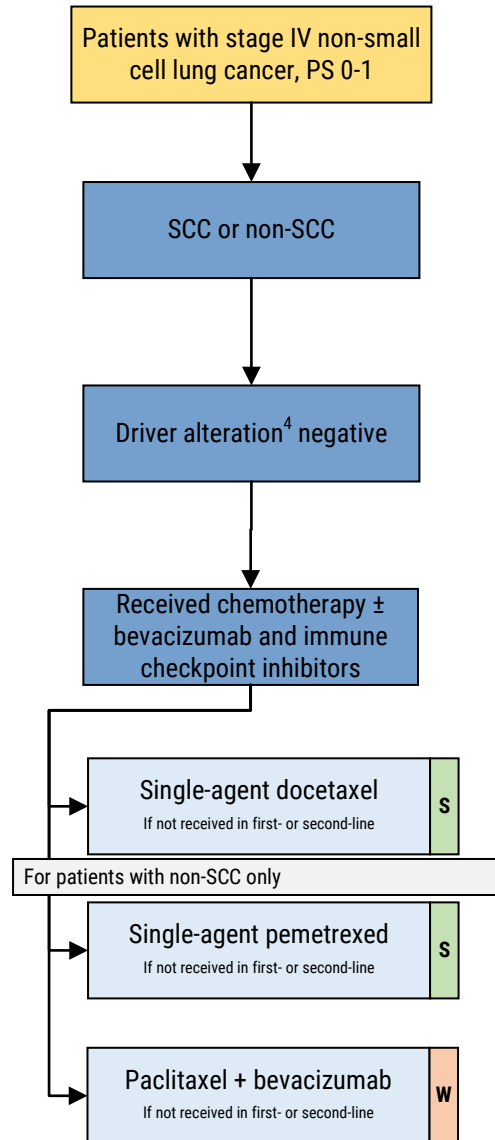 Patients with stage IV non-small
cell lung cancer, PS 0-1
SCC or non-SCC
Driver alteration⁴ negative
Received chemotherapy ±
bevacizumab and immune
checkpoint inhibitors
Single-agent docetaxel
If not received in first- or second-line
S
For patients with non-SCC only
Single-agent pemetrexed
If not received in first- or second-line
S
Paclitaxel + bevacizumab
If not received in first- or second-line
W